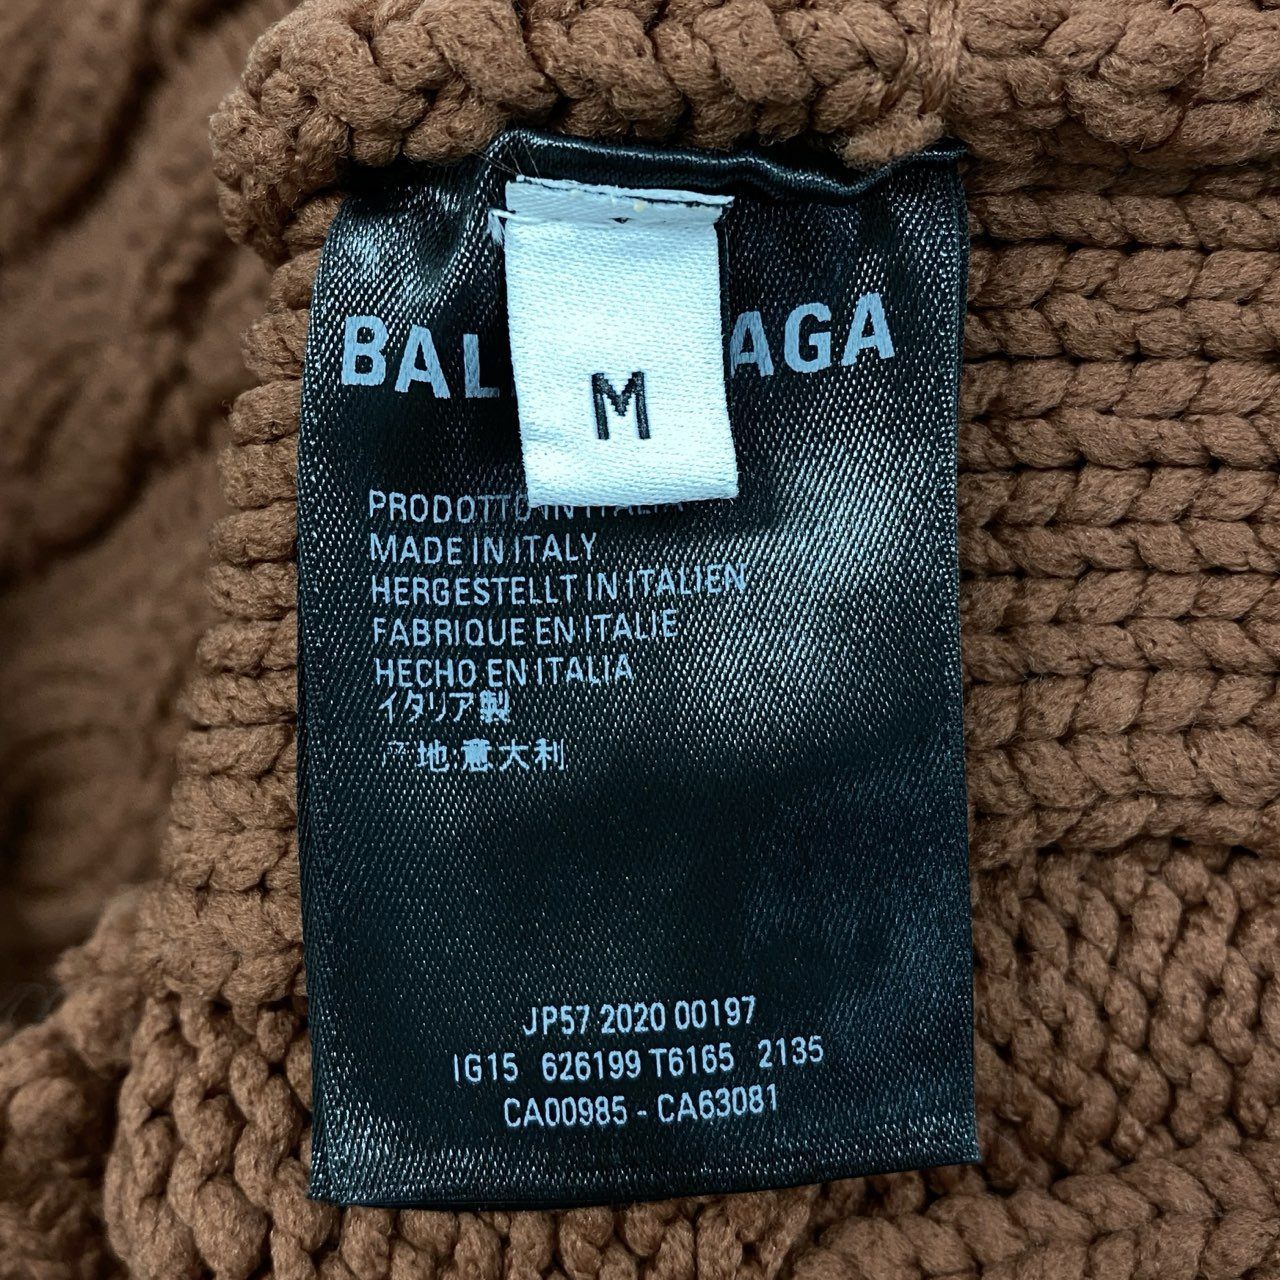 M
BAL AGA
PRODOTTO IN ITALIA
MADE IN ITALY
HERGESTELLT IN ITALIEN
FABRIQUE EN ITALIE
HECHO EN ITALIA
イタリア製
产地:意大利
JP57 2020 00197
IG15 626199 T6165 2135
CA00985 - CA63081